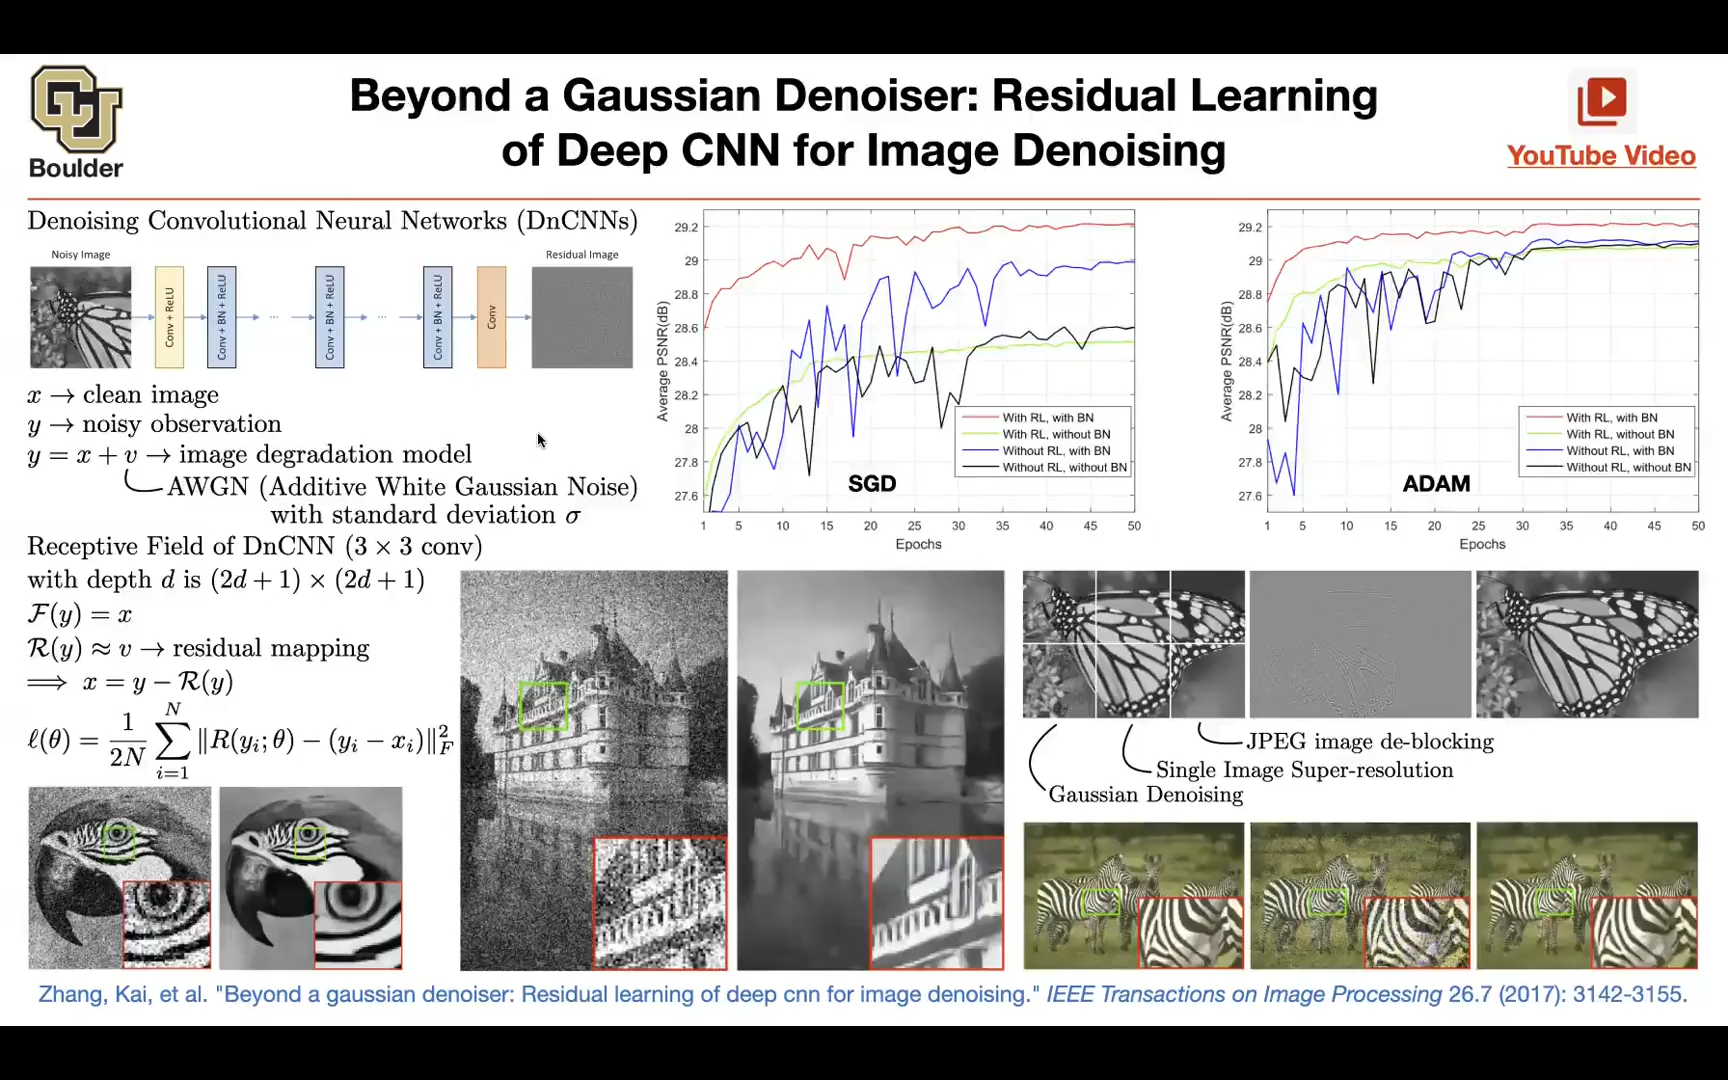 Boulder
Beyond a Gaussian Denoiser: Residual Learning
of Deep CNN for Image Denoising
YouTube Video
Denoising Convolutional Neural Networks (DnCNNs)
Noisy Image
Residual Image
Conv + ReLU
Conv + BN + ReLU
...
Conv + BN + ReLU
...
Conv + BN + ReLU
Conv
x → clean image
y → noisy observation
y = x + v → image degradation model
AWGN (Additive White Gaussian Noise)
with standard deviation σ
Receptive Field of DnCNN (3 × 3 conv)
with depth d is (2d + 1) × (2d + 1)
F(y) = x
R(y) ≈ v → residual mapping
⟹ x = y − R(y)
ℓ(θ) = 1/2N ∑_{i=1}^{N} ‖R(y_i; θ) − (y_i − x_i)‖²_F
Average PSNR(dB)
29.2
29
28.8
28.6
28.4
28.2
28
27.8
27.6
1 5 10 15 20 25 30 35 40 45 50
Epochs
With RL, with BN
With RL, without BN
Without RL, with BN
Without RL, without BN
SGD
Average PSNR(dB)
29.2
29
28.8
28.6
28.4
28.2
28
27.8
27.6
1 5 10 15 20 25 30 35 40 45 50
Epochs
With RL, with BN
With RL, without BN
Without RL, with BN
Without RL, without BN
ADAM
JPEG image de-blocking
Single Image Super-resolution
Gaussian Denoising
Zhang, Kai, et al. "Beyond a gaussian denoiser: Residual learning of deep cnn for image denoising." IEEE Transactions on Image Processing 26.7 (2017): 3142-3155.